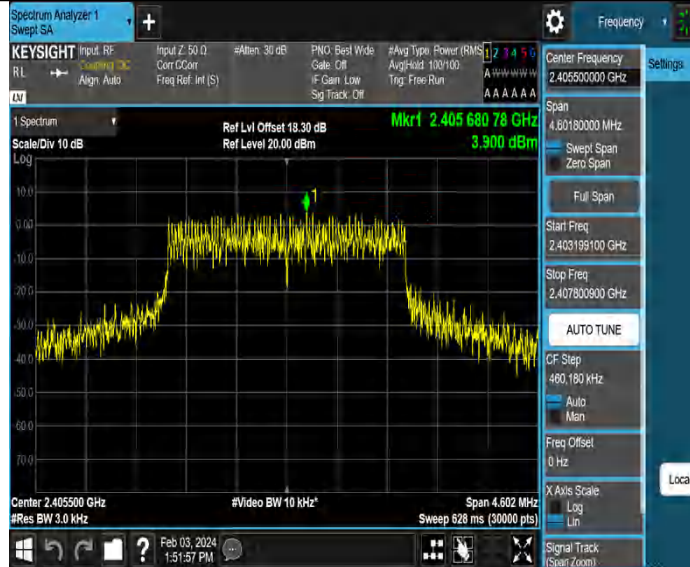 Spectrum Analyzer 1
Swept SA
+
Frequency
KEYSIGHT
RL
Input: RF
Coupling: DC
Align: Auto
Input Z: 50 Ω
Corr CCorr
Freq Ref: Int (S)
#Atten: 30 dB
PNO: Best Wide
Gate: Off
IF Gain: Low
Sig Track: Off
#Avg Type: Power (RMS
Avg|Hold: 100/100
Trig: Free Run
1 2 3 4 5 6
A W W W W W
A A A A A A
LXI
1 Spectrum
Scale/Div 10 dB
Log
Ref Lvl Offset 18.30 dB
Ref Level 20.00 dBm
Mkr1 2.405 680 78 GHz
3.900 dBm
1
10.0
0.00
-10.0
-20.0
-30.0
-40.0
-50.0
-60.0
-70.0
Center 2.405500 GHz
#Res BW 3.0 kHz
#Video BW 10 kHz*
Span 4.602 MHz
Sweep 628 ms (30000 pts)
?
Feb 03, 2024
1:51:57 PM
Center Frequency
2.405500000 GHz
Span
4.60180000 MHz
Swept Span
Zero Span
Full Span
Start Freq
2.403199100 GHz
Stop Freq
2.407800900 GHz
AUTO TUNE
CF Step
460.180 kHz
Auto
Man
Freq Offset
0 Hz
X Axis Scale
Log
Lin
Signal Track
(Span Zoom)
Settings
Loca